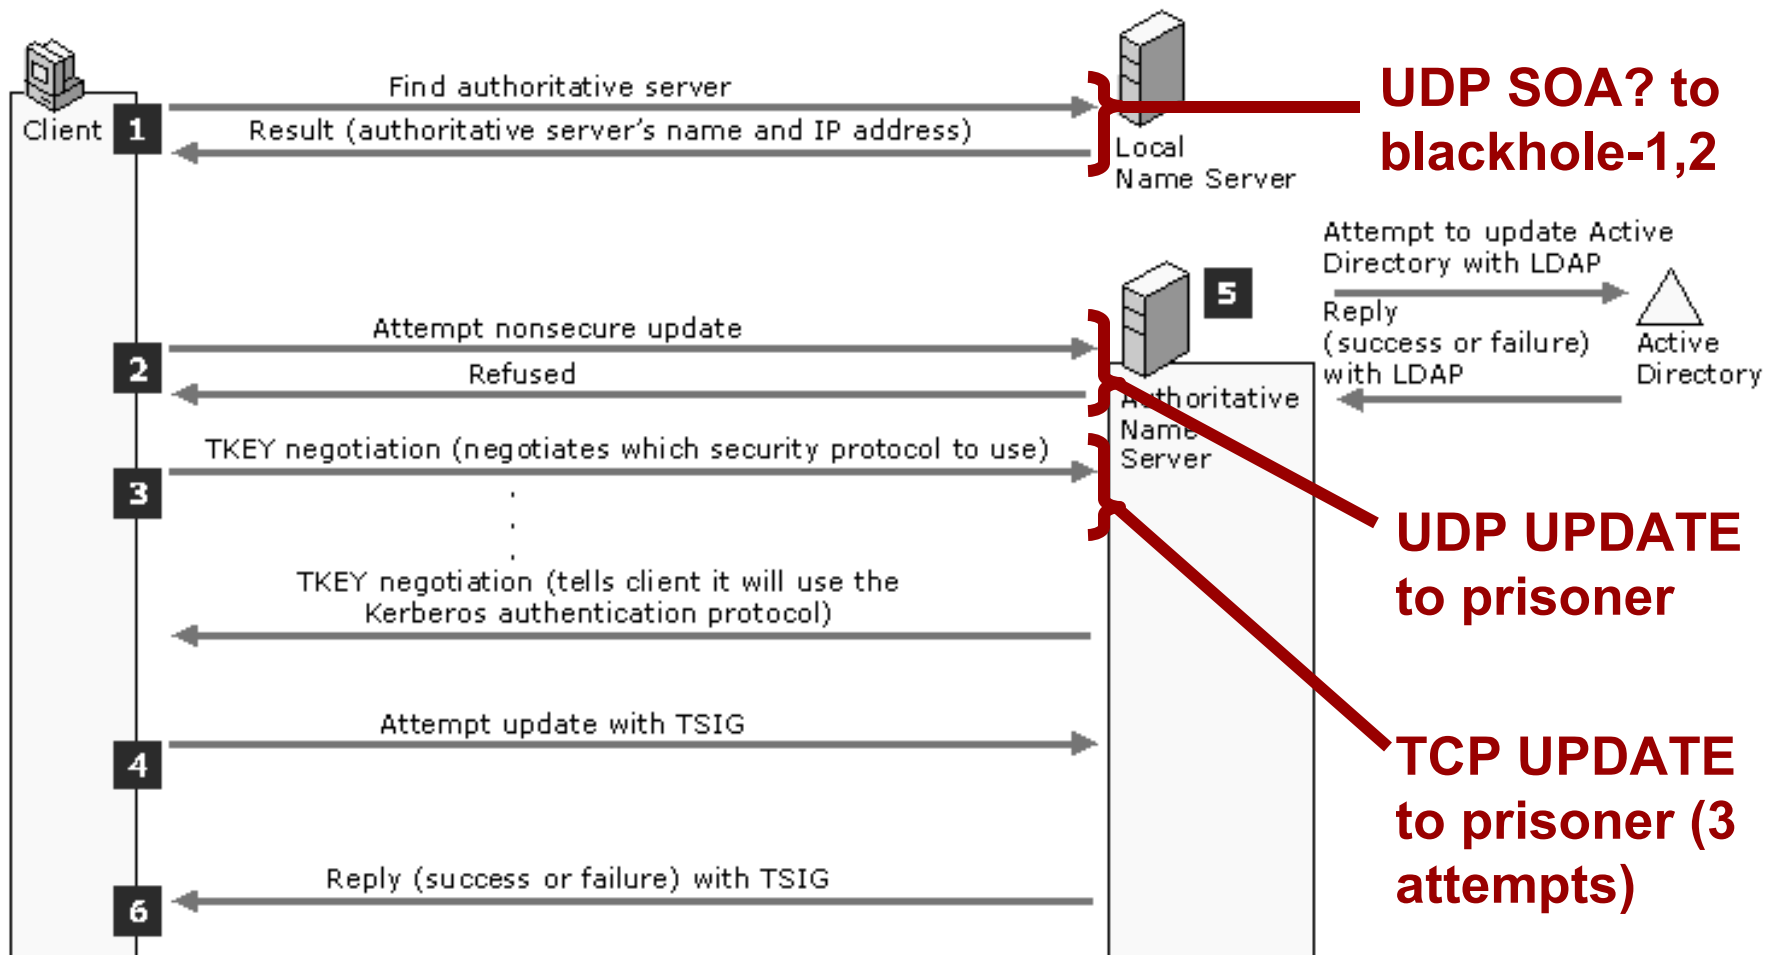 Find authoritative server
UDP SOA? to
blackhole-1,2
Client
1
Result (authoritative server's name and IP address)
Local
Name Server
Attempt to update Active
Directory with LDAP
5
Reply
(success or failure)
with LDAP
Active
Directory
Attempt nonsecure update
2
Refused
Authoritative
Name
Server
TKEY negotiation (negotiates which security protocol to use)
3
.
.
.
UDP UPDATE
to prisoner
TKEY negotiation (tells client it will use the
Kerberos authentication protocol)
Attempt update with TSIG
4
TCP UPDATE
to prisoner (3
attempts)
Reply (success or failure) with TSIG
6